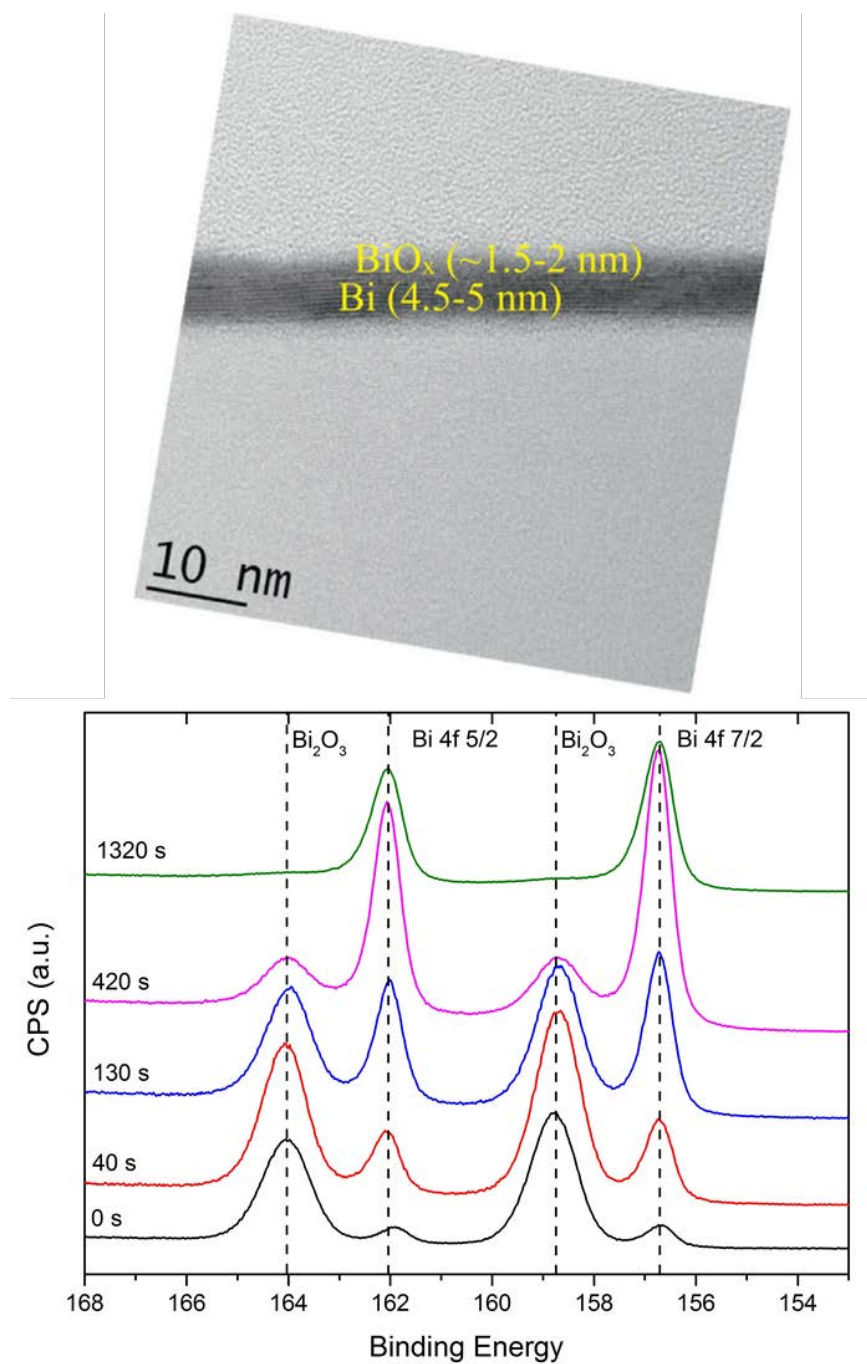 BiOₓ (~1.5-2 nm)
Bi (4.5-5 nm)
10 nm
Bi₂O₃ Bi 4f 5/2 Bi₂O₃ Bi 4f 7/2
1320 s
420 s
130 s
40 s
0 s
CPS (a.u.)
168 166 164 162 160 158 156 154
Binding Energy